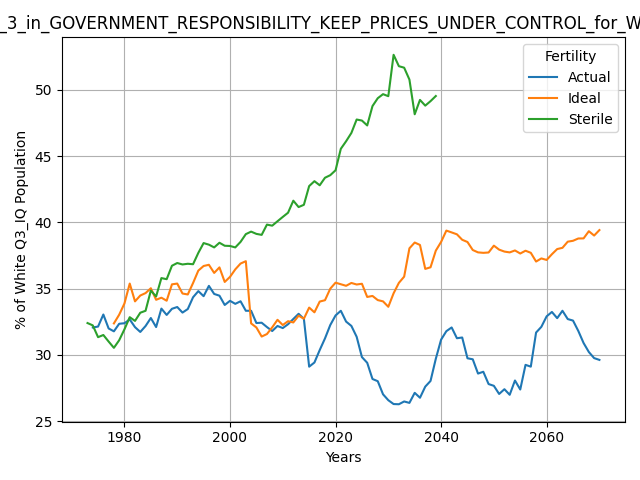 _3_in_GOVERNMENT_RESPONSIBILITY_KEEP_PRICES_UNDER_CONTROL_for_W
Fertility
Actual
Ideal
Sterile
% of White Q3_IQ Population
50
45
40
35
30
25
1980 2000 2020 2040 2060
Years